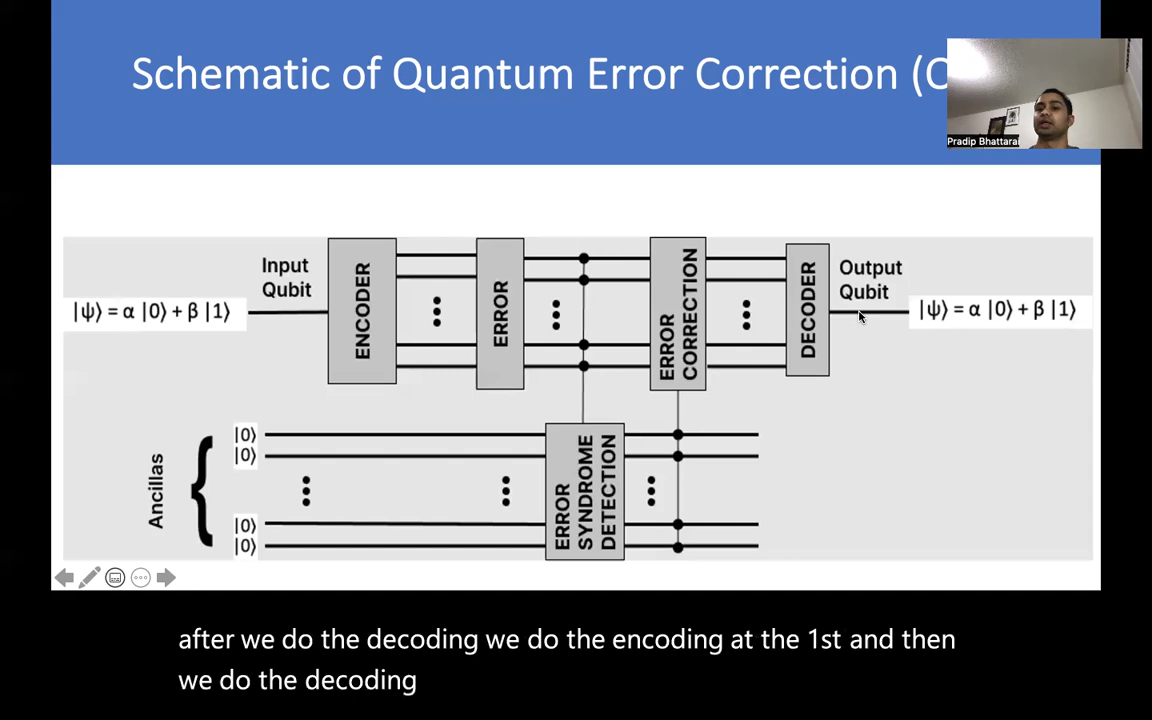 Schematic of Quantum Error Correction (
Pradip Bhattarai
Input
Qubit
|ψ⟩ = α |0⟩ + β |1⟩
ENCODER
ERROR
ERROR
CORRECTION
DECODER
Output
Qubit
|ψ⟩ = α |0⟩ + β |1⟩
Ancillas
|0⟩
|0⟩
|0⟩
|0⟩
ERROR
SYNDROME
DETECTION
after we do the decoding we do the encoding at the 1st and then
we do the decoding